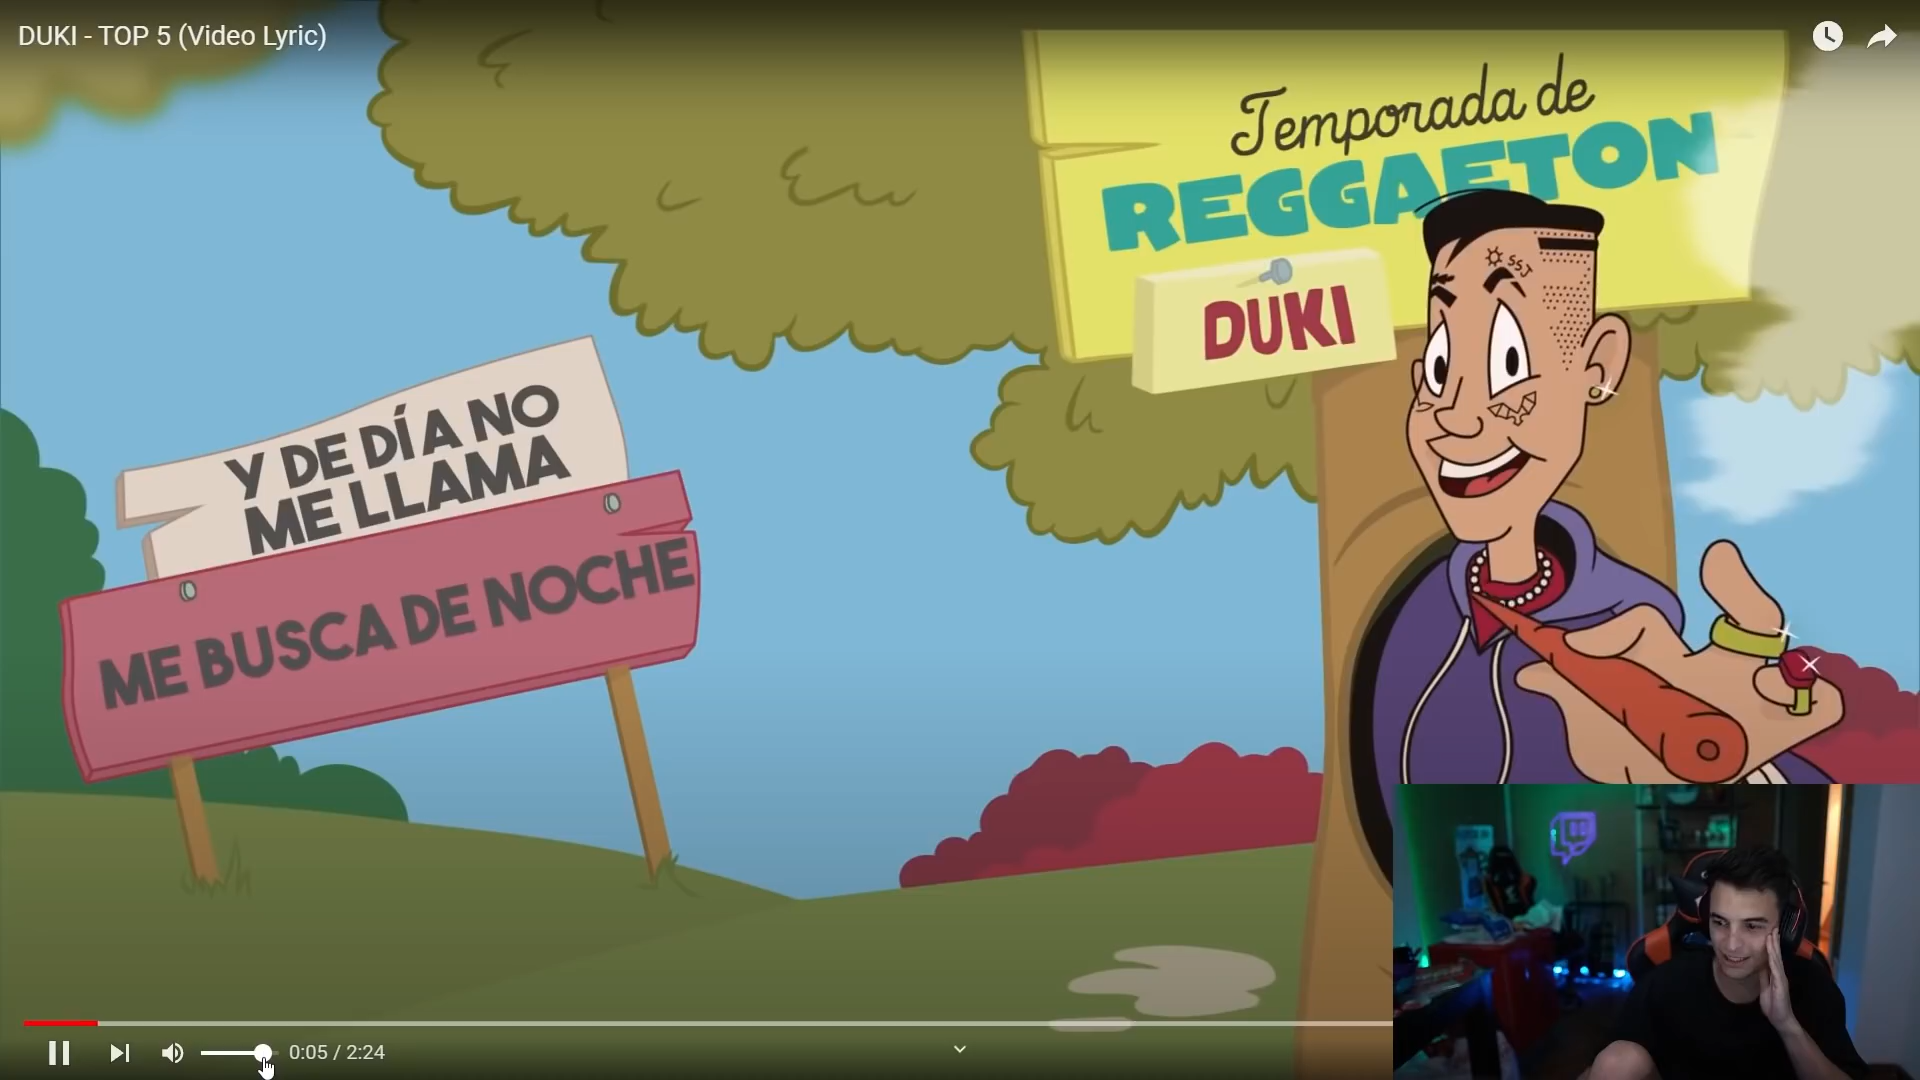 DUKI - TOP 5 (Video Lyric)
Temporada de
REGGAETON
DUKI
SSJ
Y DE DÍA NO
ME LLAMA
ME BUSCA DE NOCHE
0:05 / 2:24